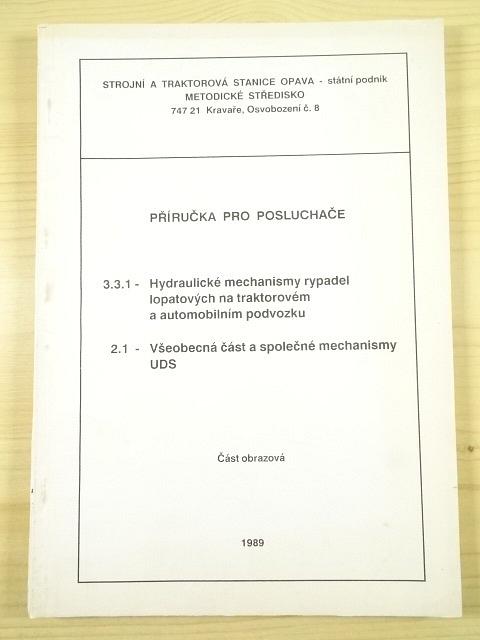 STROJNÍ A TRAKTOROVÁ STANICE OPAVA - státní podnik
METODICKÉ STŘEDISKO
747 21 Kravaře, Osvobození č. 8
PŘÍRUČKA PRO POSLUCHAČE
3.3.1 - Hydraulické mechanismy rypadel
lopatových na traktorovém
a automobilním podvozku
2.1 - Všeobecná část a společné mechanismy
UDS
Část obrazová
1989